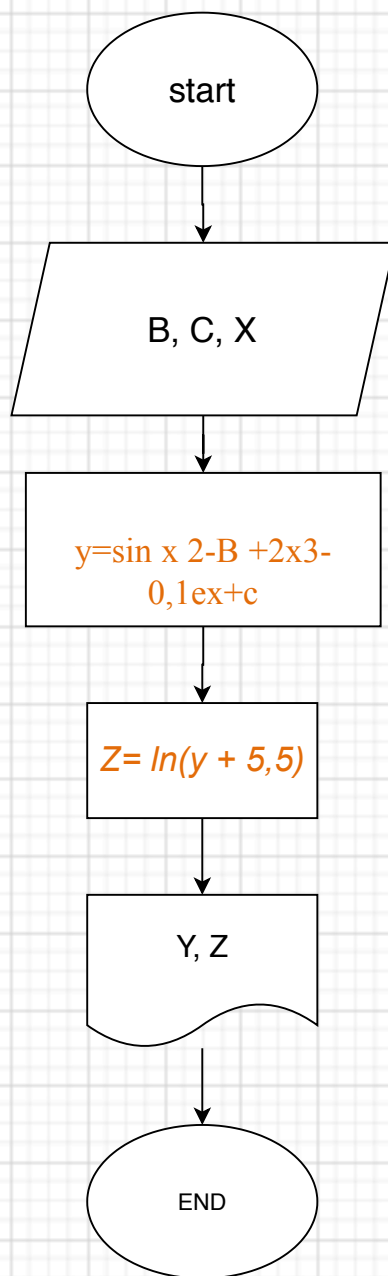 start
B, C, X
y=sin x 2-B +2x3-
0,1ex+c
Z= ln(y + 5,5)
Y, Z
END